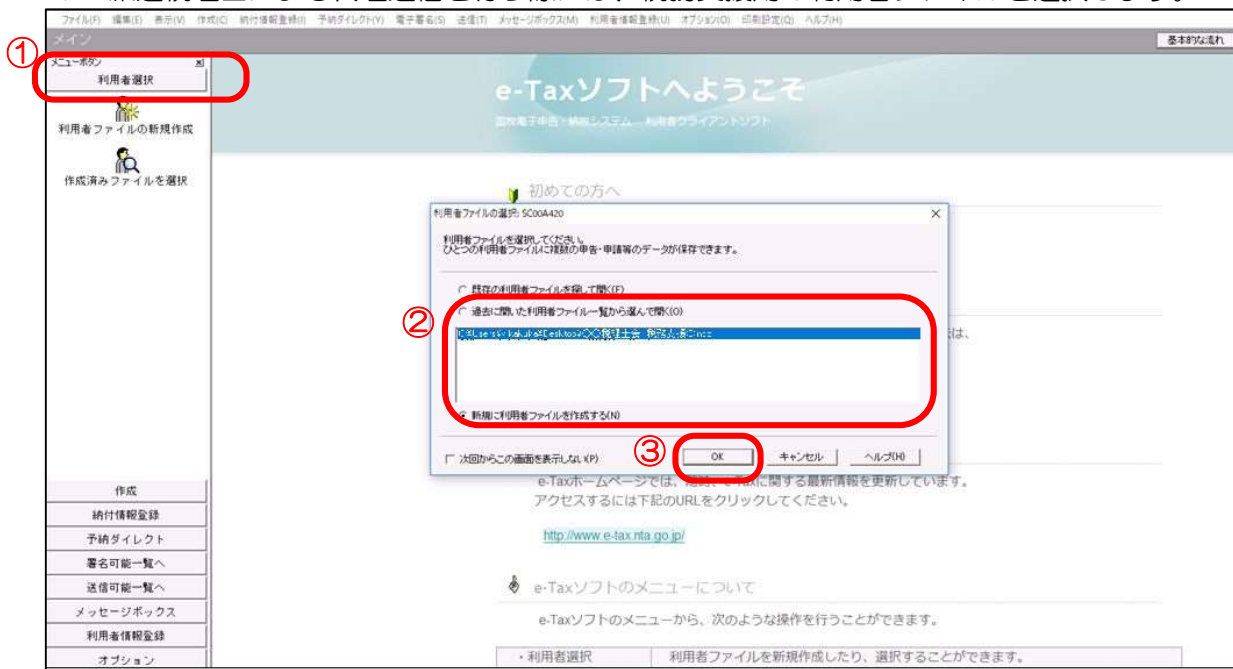 ファイル(F) 編集(E) 表示(V) 作成(C) 納付情報登録(I) 予納ダイレクト(Y) 電子署名(S) 送信(T) メッセージボックス(M) 利用者情報登録(U) オプション(O) 印刷設定(Q) ヘルプ(H)
メイン
基本的な流れ
①
メニューボタン
利用者選択
利用者ファイルの新規作成
作成済みファイルを選択
e-Taxソフトへようこそ
国税電子申告・納税システム 利用者クライアントソフト
初めての方へ
利用者ファイルの選択: SC00A420
利用者ファイルを選択してください。
ひとつの利用者ファイルに複数の申告・申請等のデータが保存できます。
既存の利用者ファイルを探して開く(F)
②
過去に開いた利用者ファイル一覧から選んで開く(O)
は、
新規に利用者ファイルを作成する(N)
③
次回からこの画面を表示しない(P)
OK
キャンセル
ヘルプ(H)
e-Taxホームページでは、随時、e-Taxに関する最新情報を更新しています。
アクセスするには下記のURLをクリックしてください。
http://www.e-tax.nta.go.jp/
e-Taxソフトのメニューについて
e-Taxソフトのメニューから、次のような操作を行うことができます。
・利用者選択 利用者ファイルを新規作成したり、選択することができます。
作成
納付情報登録
予納ダイレクト
署名可能一覧へ
送信可能一覧へ
メッセージボックス
利用者情報登録
オプション